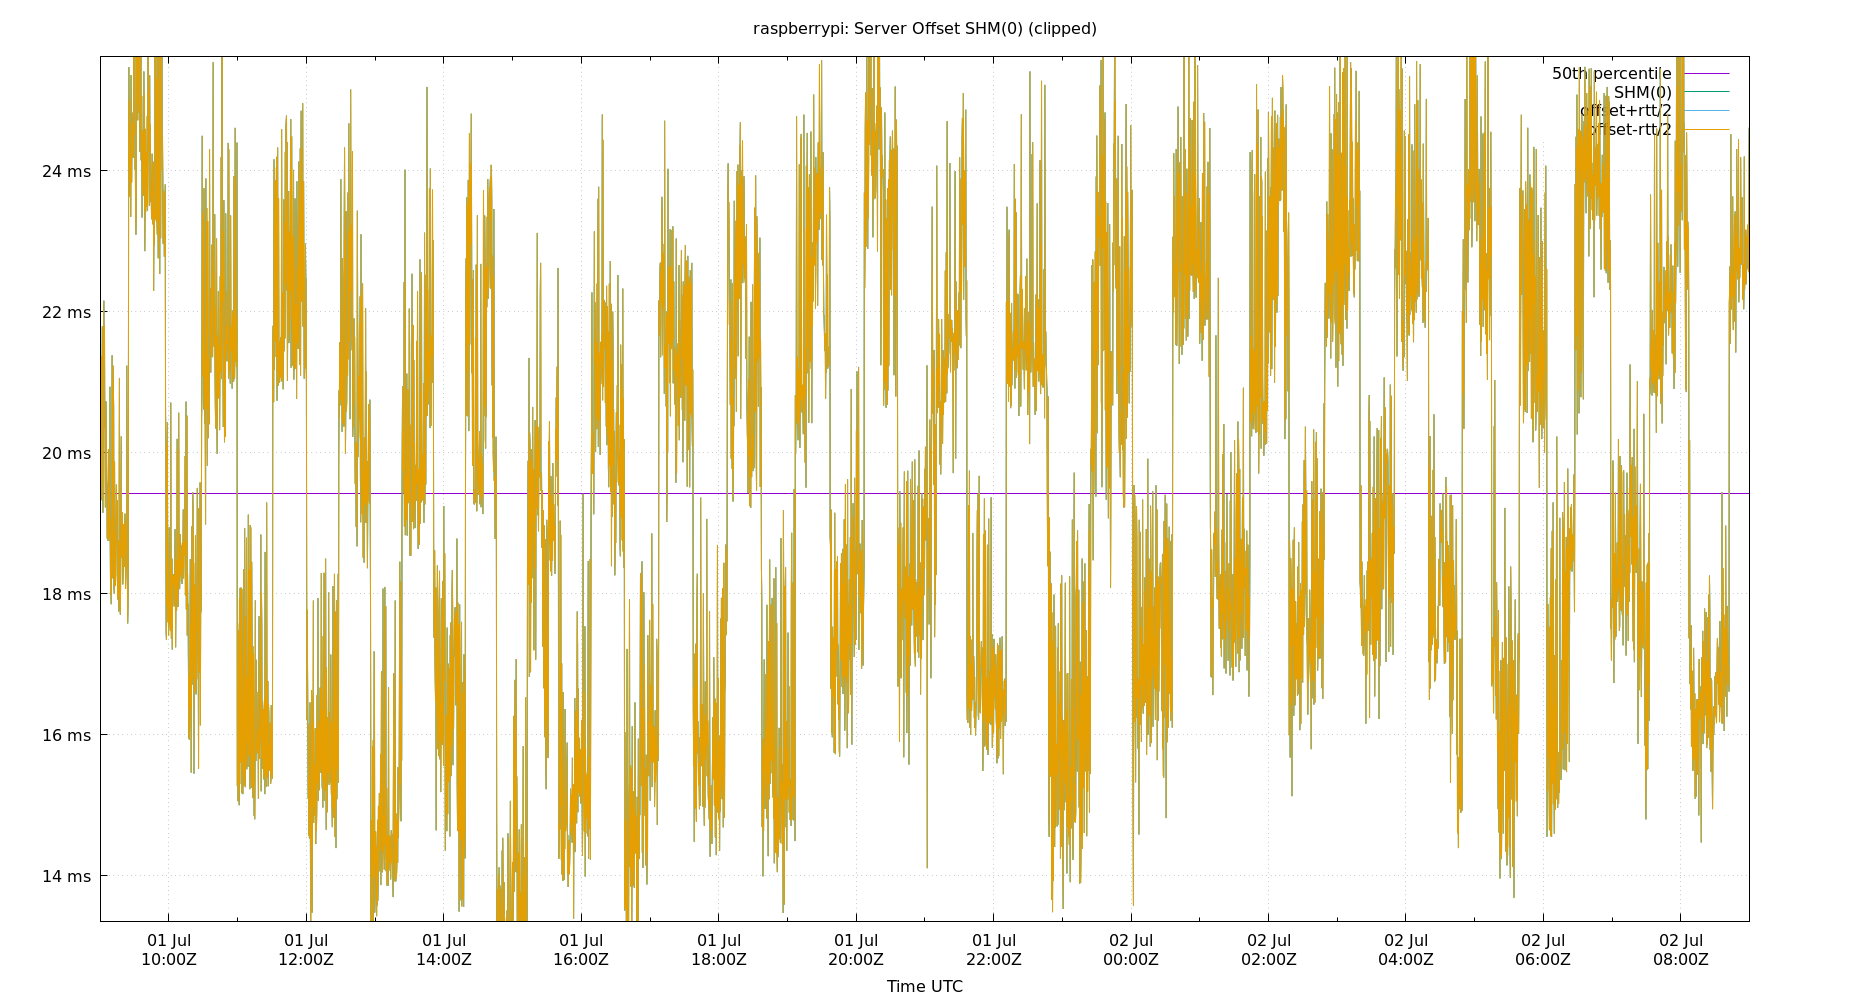 raspberrypi: Server Offset SHM(0) (clipped)
50th percentile
SHM(0)
offset+rtt/2
offset-rtt/2
24 ms
22 ms
20 ms
18 ms
16 ms
14 ms
01 Jul 01 Jul 01 Jul 01 Jul 01 Jul 01 Jul 01 Jul 02 Jul 02 Jul 02 Jul 02 Jul 02 Jul
10:00Z 12:00Z 14:00Z 16:00Z 18:00Z 20:00Z 22:00Z 00:00Z 02:00Z 04:00Z 06:00Z 08:00Z
Time UTC